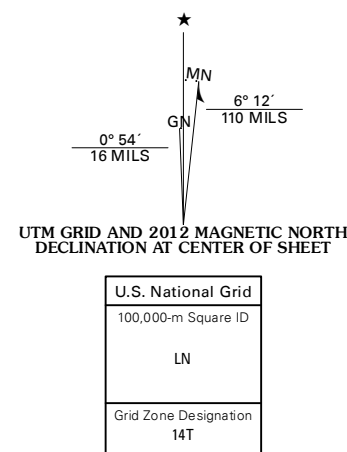 ★
MN
GN
6° 12´
110 MILS
0° 54´
16 MILS
UTM GRID AND 2012 MAGNETIC NORTH
DECLINATION AT CENTER OF SHEET
U.S. National Grid
100,000-m Square ID
LN
Grid Zone Designation
14T